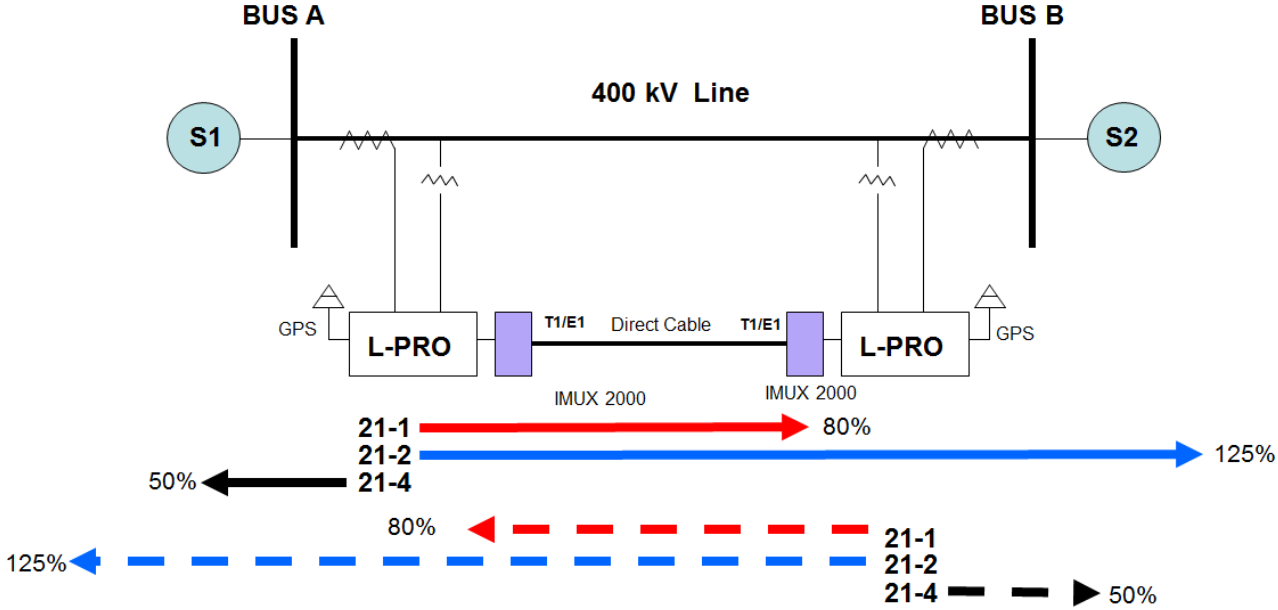 BUS A
BUS B
400 kV Line
S1
S2
GPS
L-PRO
T1/E1
Direct Cable
T1/E1
L-PRO
GPS
IMUX 2000
IMUX 2000
21-1
80%
21-2
125%
50%
21-4
80%
21-1
125%
21-2
21-4
50%